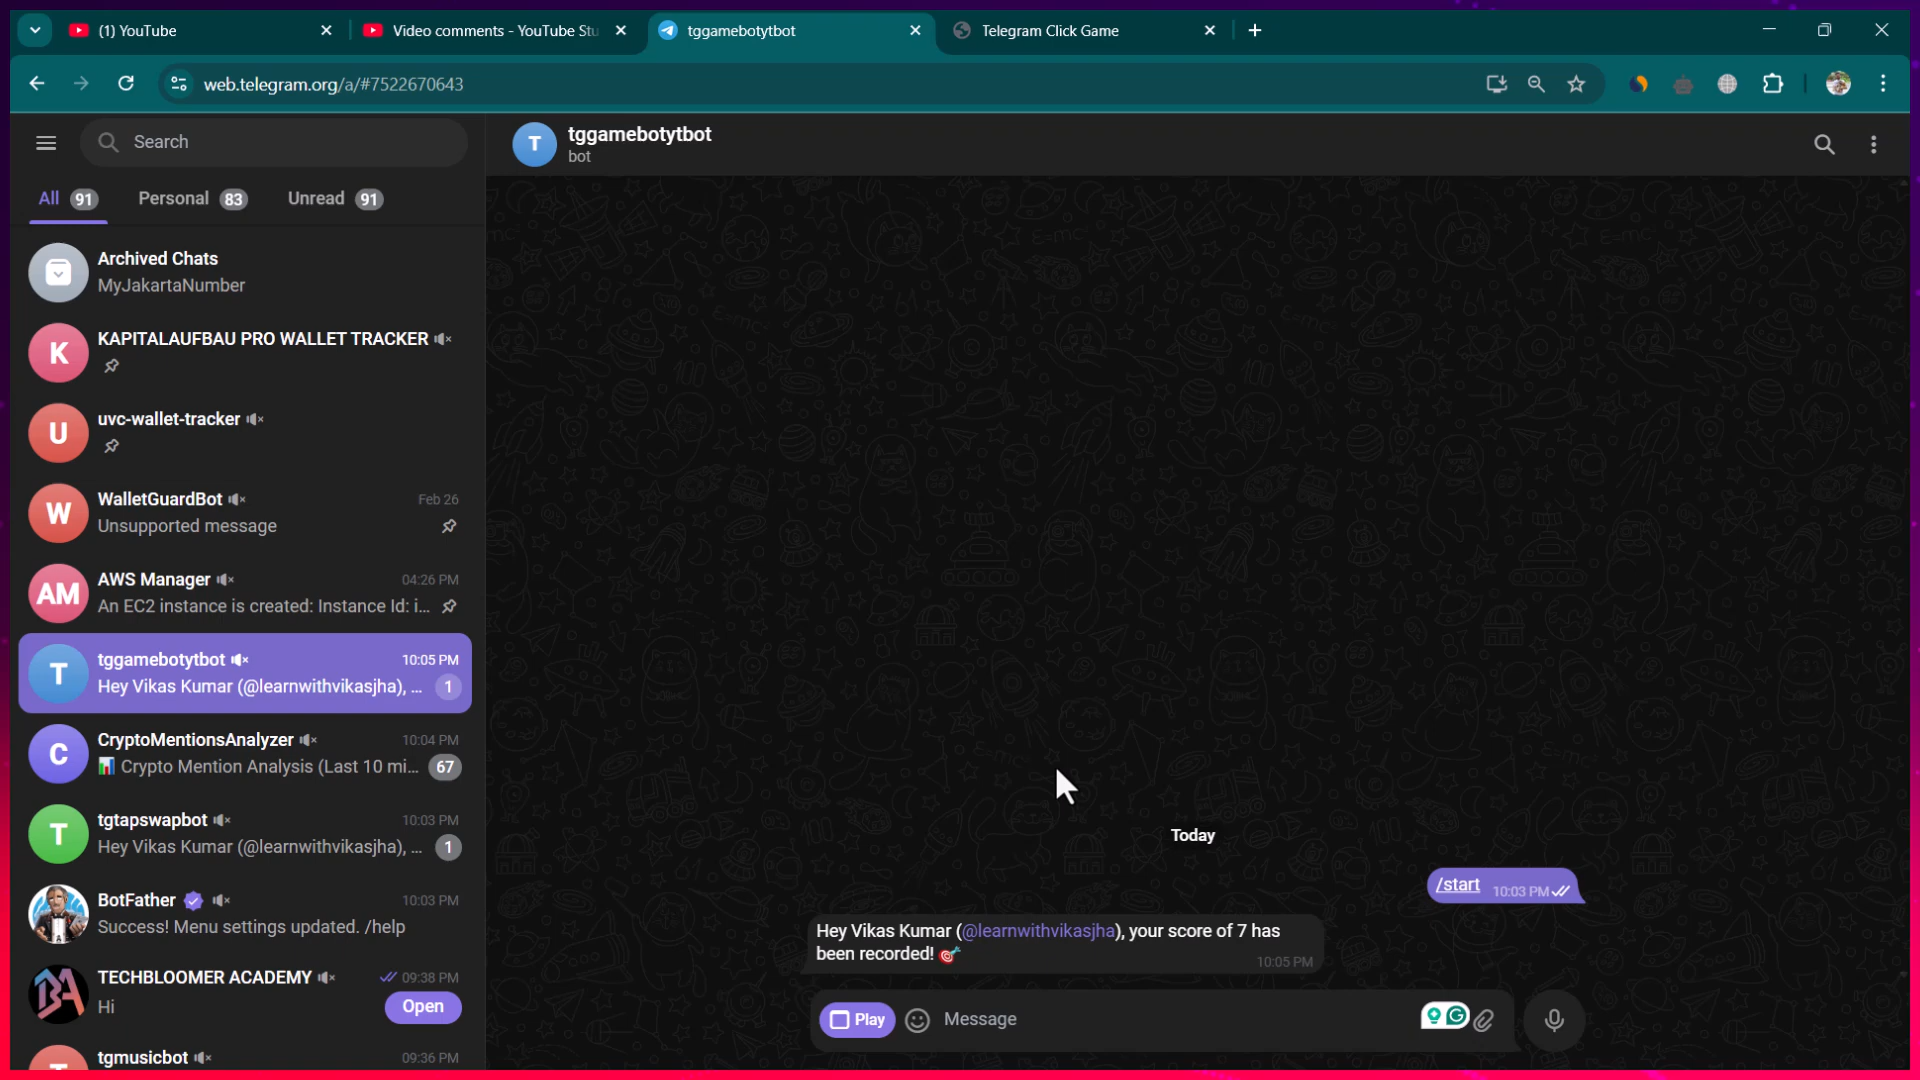 (1) YouTube
Video comments - YouTube Stu
tggamebotytbot
Telegram Click Game
web.telegram.org/a/#7522670643
Search
All 91
Personal 83
Unread 91
Archived Chats
MyJakartaNumber
KAPITALAUFBAU PRO WALLET TRACKER
K
uvc-wallet-tracker
U
WalletGuardBot Feb 26
W
Unsupported message
AWS Manager 04:26 PM
AM
An EC2 instance is created: Instance Id: i...
tggamebotytbot 10:05 PM
T
Hey Vikas Kumar (@learnwithvikasjha), ... 1
CryptoMentionsAnalyzer 10:04 PM
C
Crypto Mention Analysis (Last 10 mi... 67
tgtapswapbot 10:03 PM
T
Hey Vikas Kumar (@learnwithvikasjha), ... 1
BotFather 10:03 PM
Success! Menu settings updated. /help
TECHBLOOMER ACADEMY 09:38 PM
Hi
Open
tgmusicbot 09:36 PM
T
tggamebotytbot
bot
Today
/start 10:03 PM
Hey Vikas Kumar (@learnwithvikasjha), your score of 7 has
been recorded! 🎯
10:05 PM
Play
Message